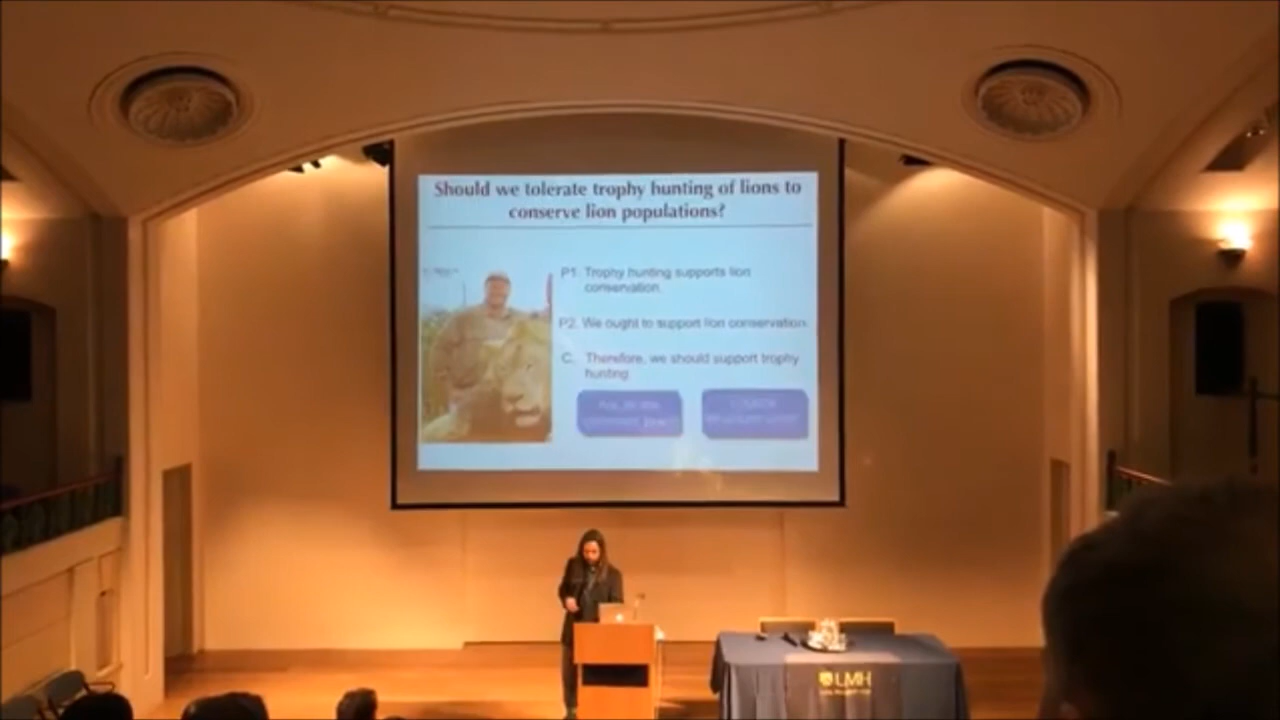 Should we tolerate trophy hunting of lions to
conserve lion populations?
P1. Trophy hunting supports lion
conservation
P2. We ought to support lion conservation.
C. Therefore, we should support trophy
hunting
LMH